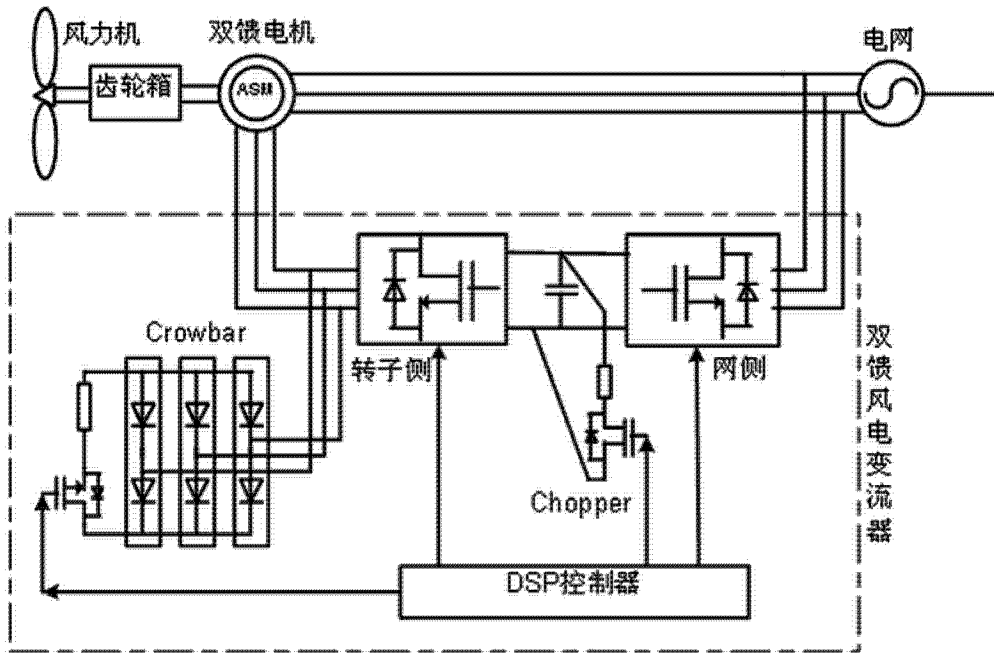 风力机
双馈电机
电网
齿轮箱
ASM
Crowbar
转子侧
网侧
Chopper
DSP控制器
双馈风电变流器